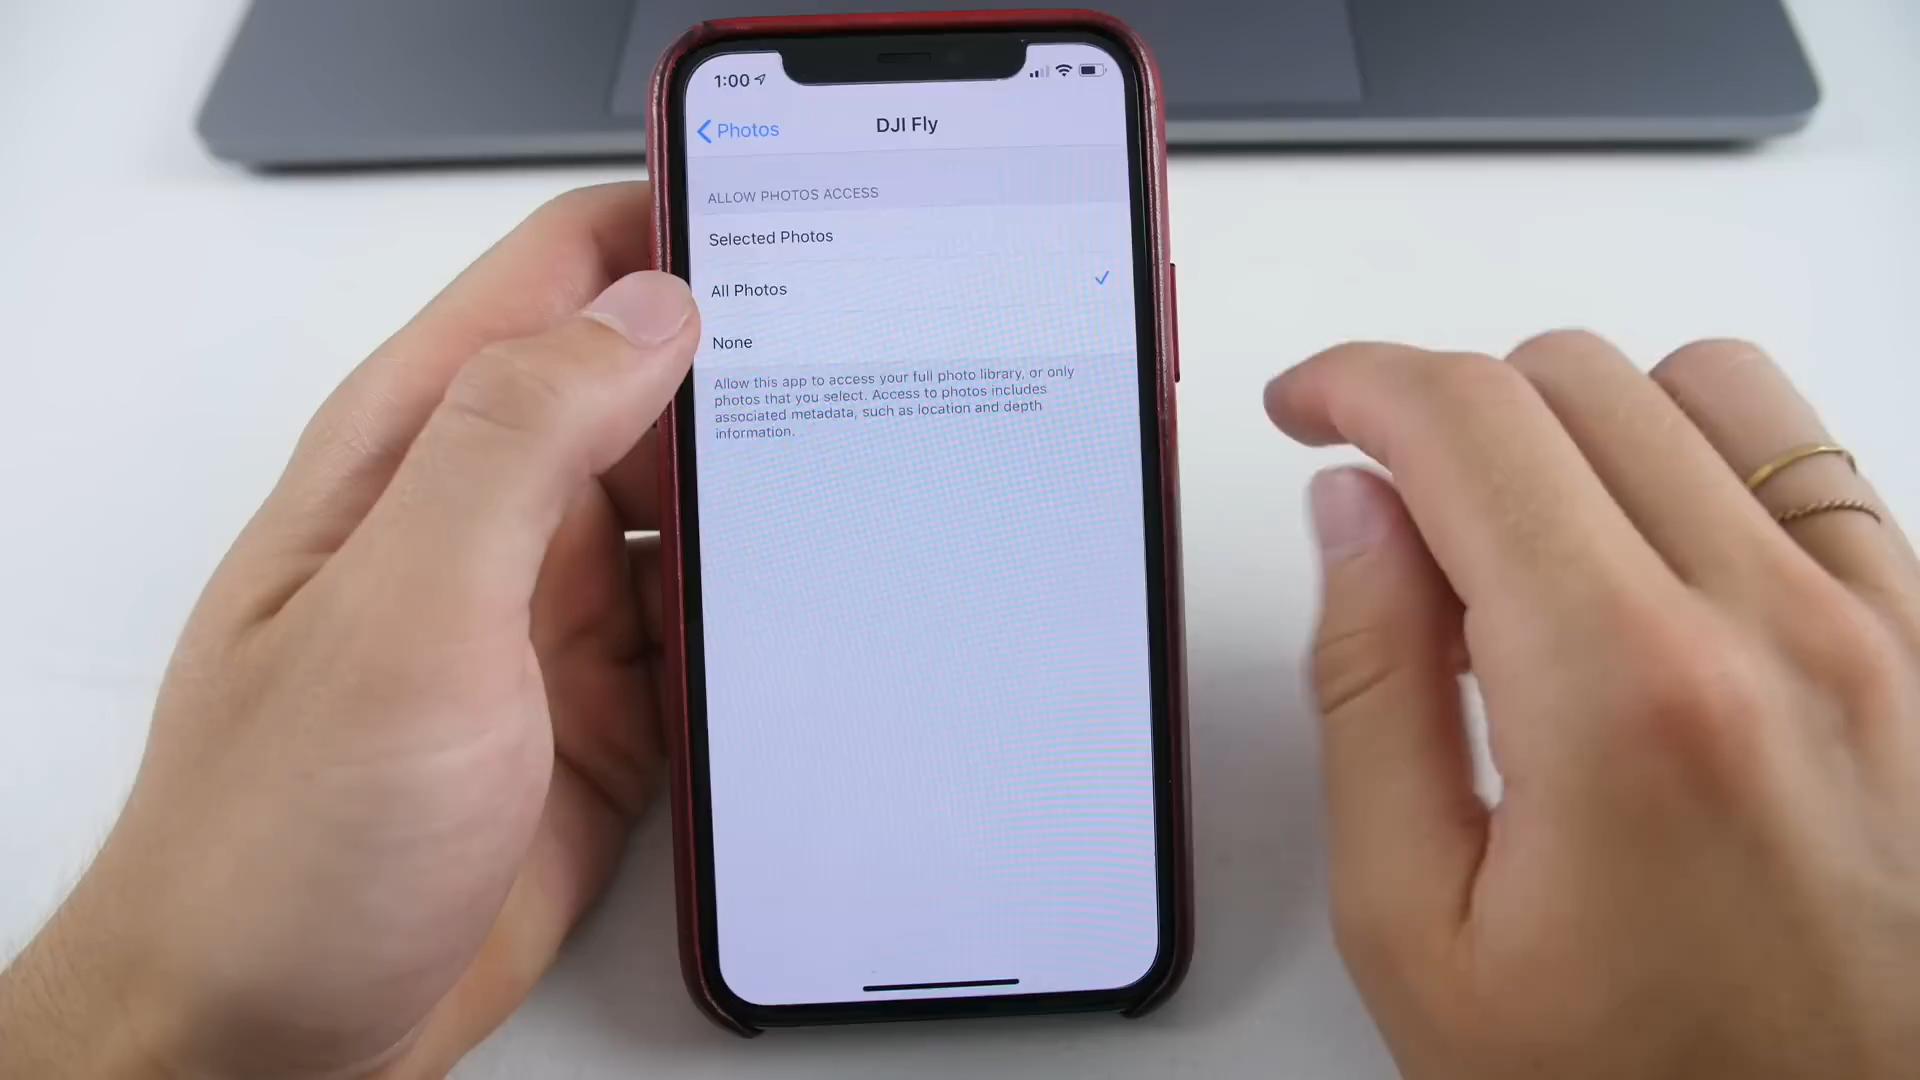 1:00
Photos
DJI Fly
ALLOW PHOTOS ACCESS
Selected Photos
All Photos
None
Allow this app to access your full photo library, or only
photos that you select. Access to photos includes
associated metadata, such as location and depth
information.